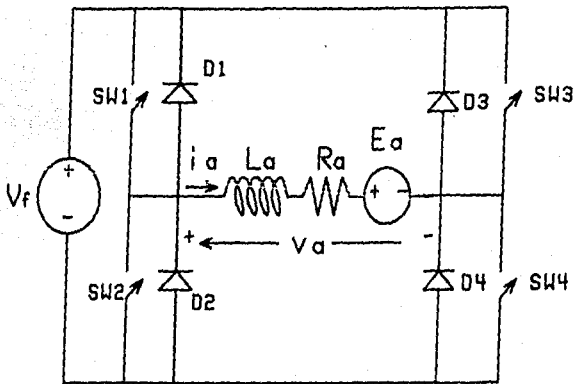 D1
SW1
D3
SW3
ia
La
Ra
Ea
+ -
Vf
+
-
+ Va -
SW2
D2
D4
SW4